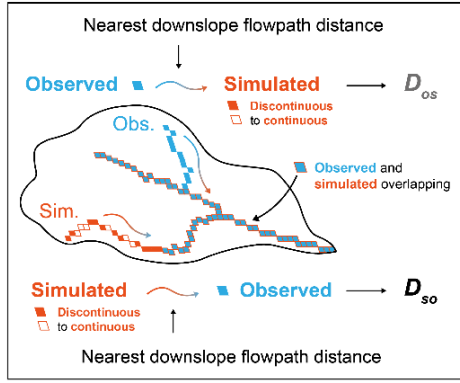 Nearest downslope flowpath distance
Observed Simulated Dos
Discontinuous
to continuous
Obs.
Observed and
simulated overlapping
Sim.
Simulated Observed Dso
Discontinuous
to continuous
Nearest downslope flowpath distance